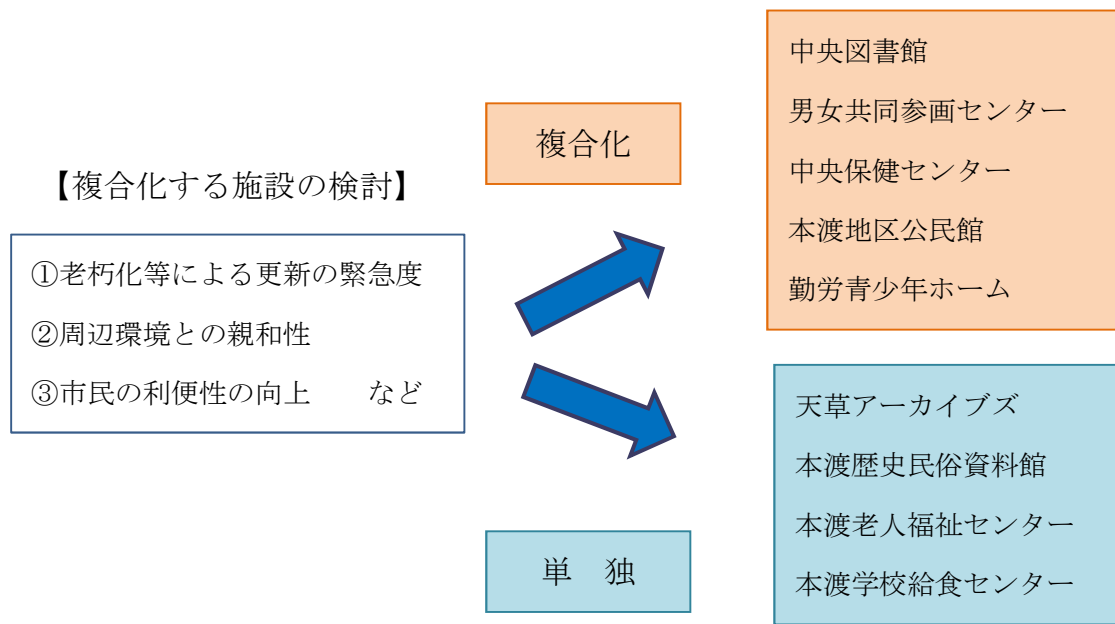 【複合化する施設の検討】
①老朽化等による更新の緊急度
②周辺環境との親和性
③市民の利便性の向上　　など
複合化
中央図書館
男女共同参画センター
中央保健センター
本渡地区公民館
勤労青少年ホーム
単　独
天草アーカイブズ
本渡歴史民俗資料館
本渡老人福祉センター
本渡学校給食センター